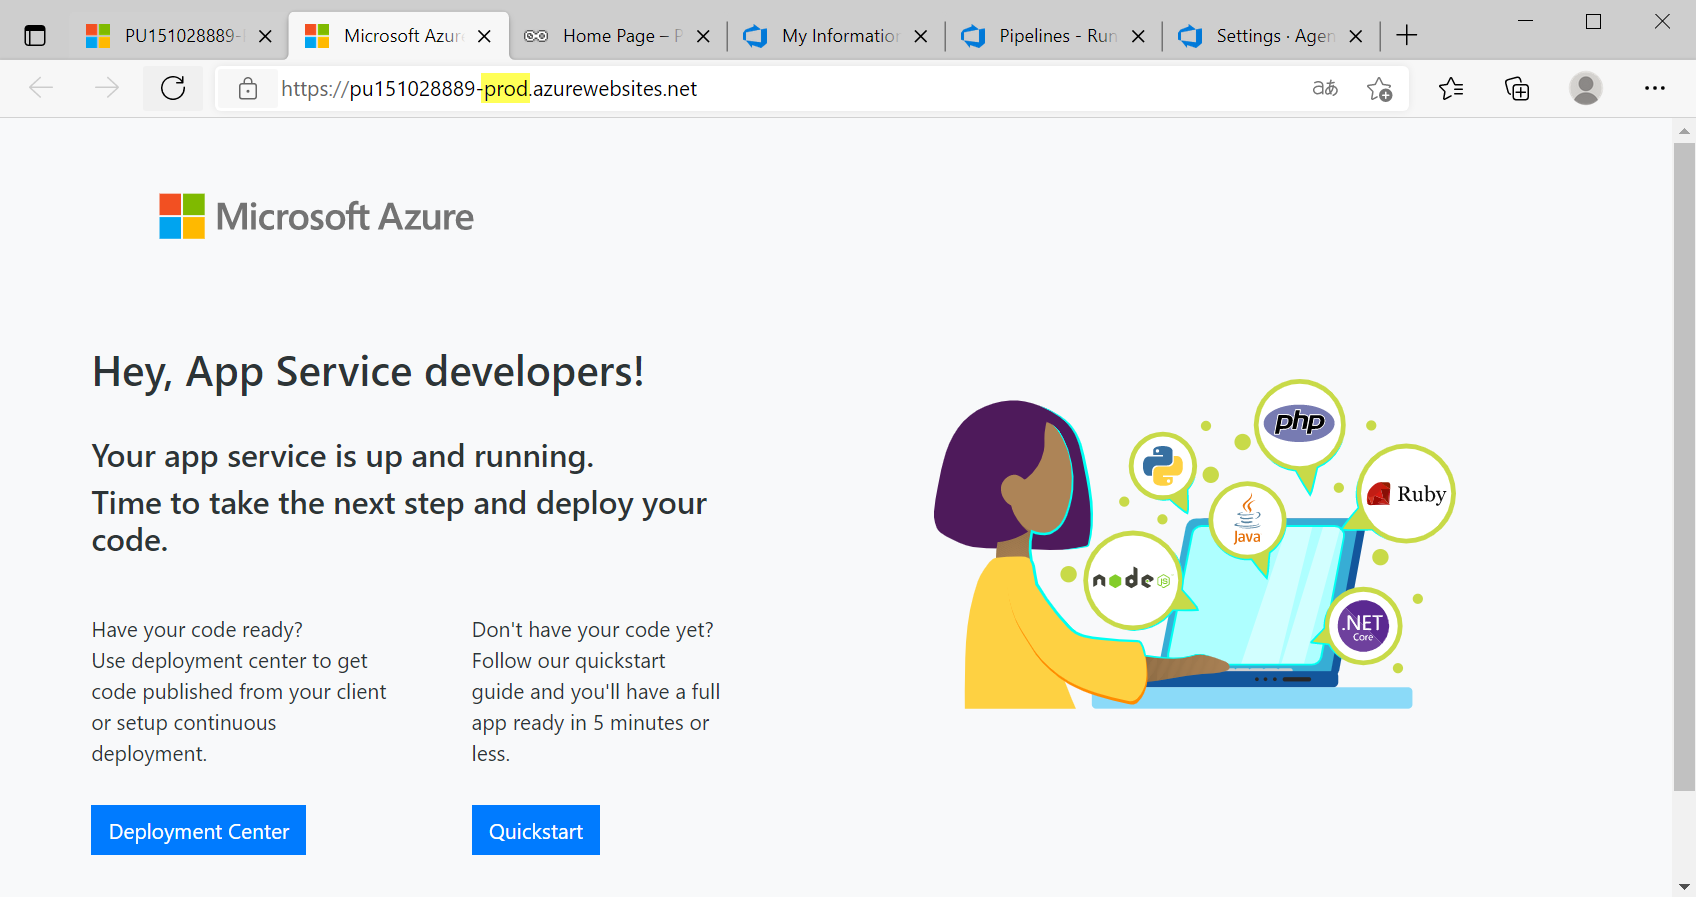 PU151028889-
Microsoft Azur
Home Page – P
My Information
Pipelines - Run
Settings · Agen
https://pu151028889-prod.azurewebsites.net
aあ
Microsoft Azure
Hey, App Service developers!
Your app service is up and running.
Time to take the next step and deploy your
code.
Have your code ready?
Use deployment center to get
code published from your client
or setup continuous
deployment.
Deployment Center
Don't have your code yet?
Follow our quickstart
guide and you'll have a full
app ready in 5 minutes or
less.
Quickstart
php
Ruby
Java
node
JS
.NET
Core